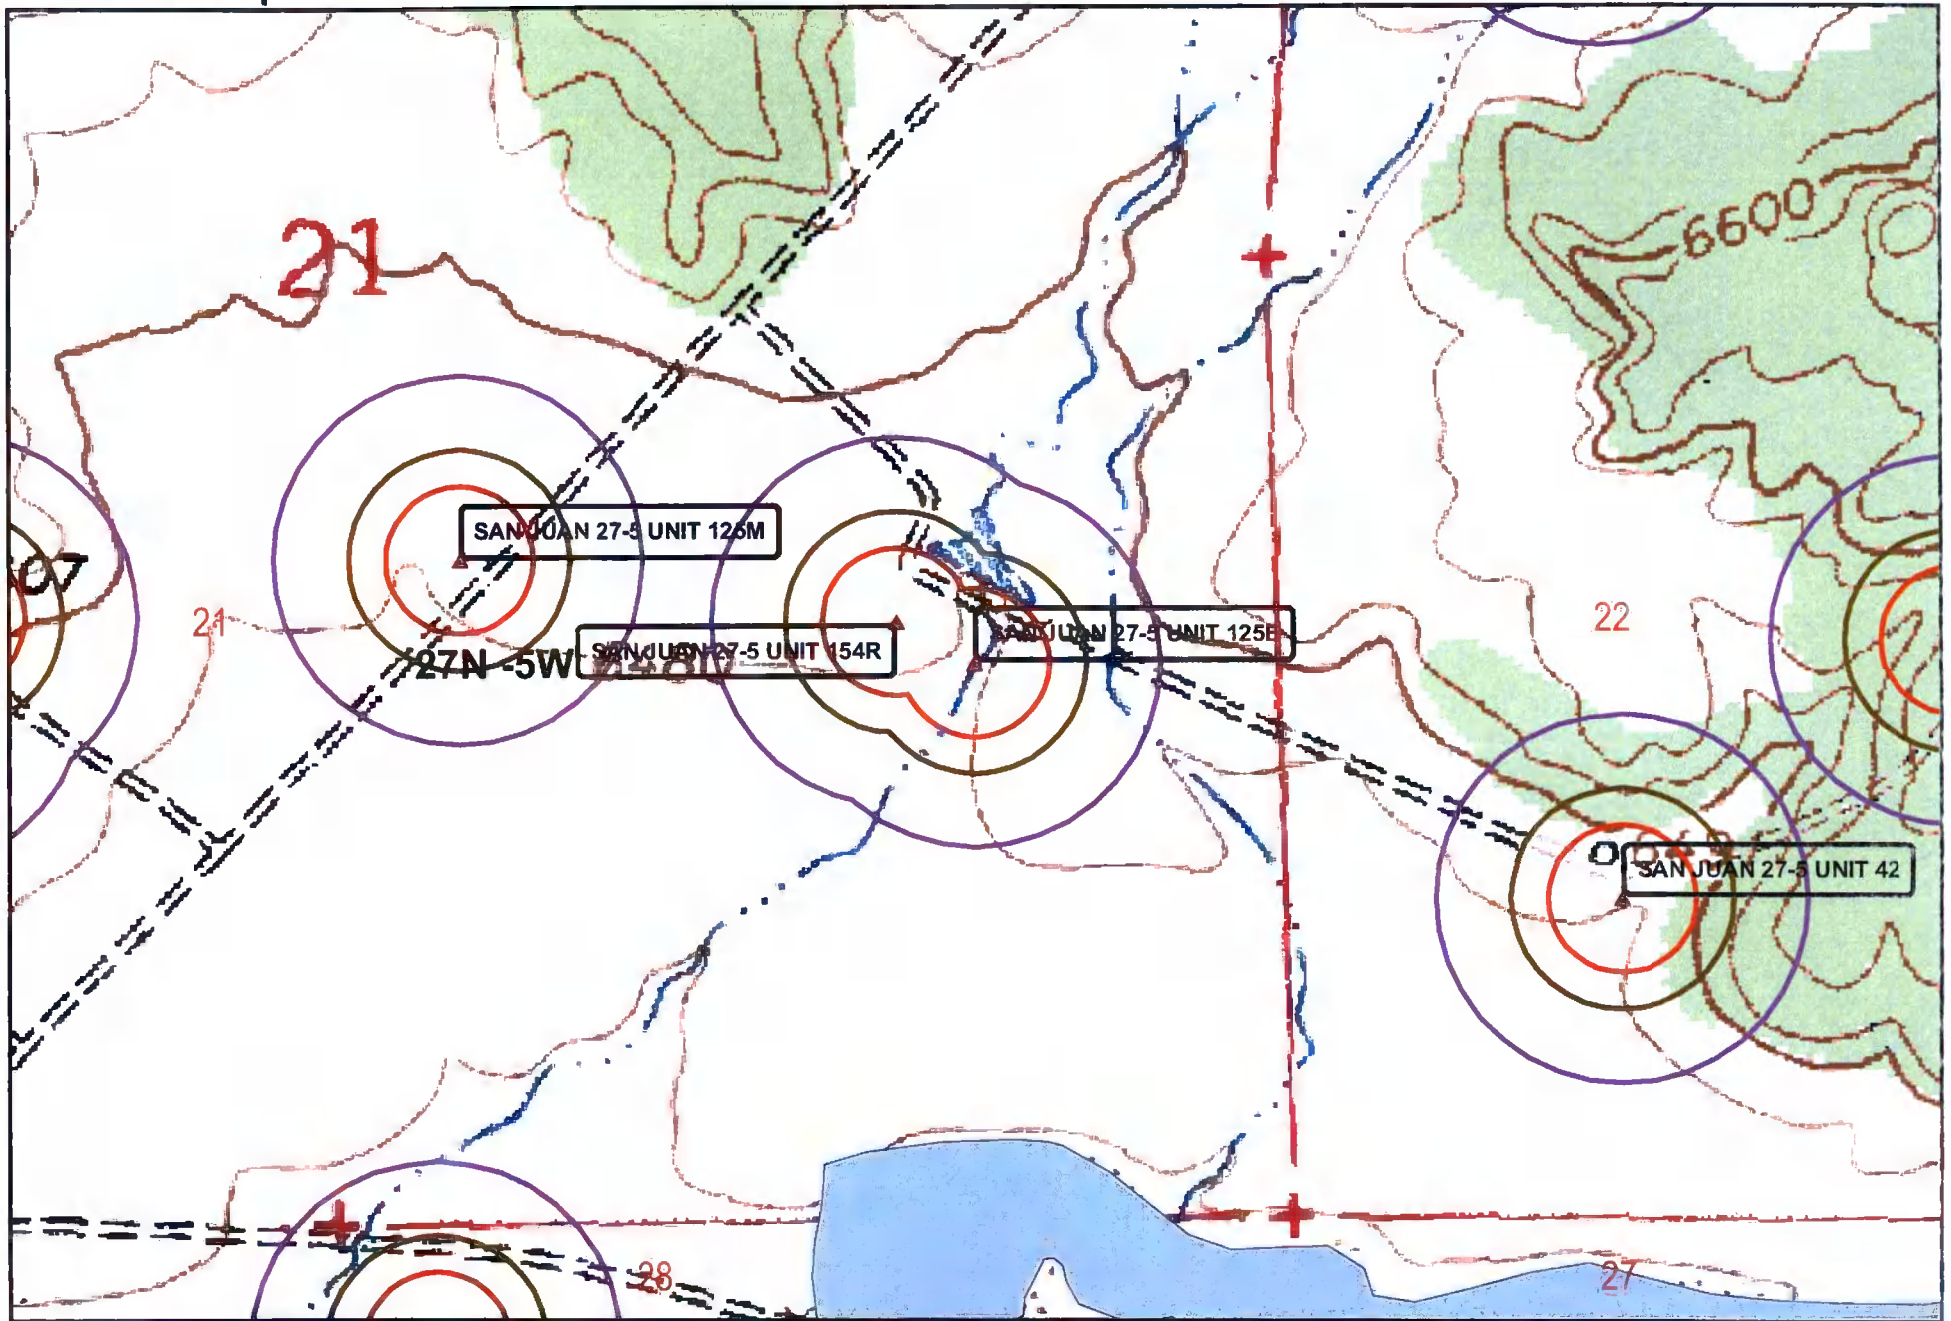 6600
21
SAN JUAN 27-5 UNIT 126M
21
22
SAN JUAN 27-5 UNIT 125E
SAN JUAN 27-5 UNIT 154R
27N -5W
SAN JUAN 27-5 UNIT 42
28
27